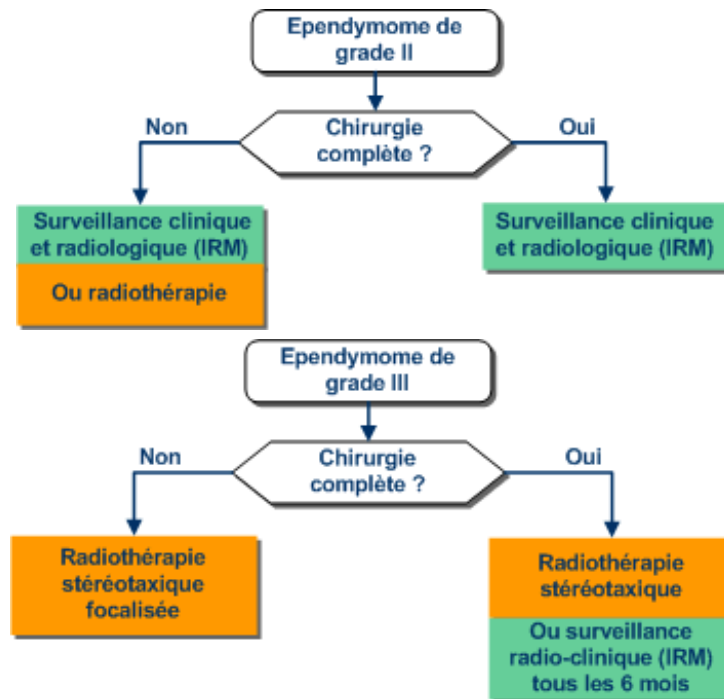 Ependymome de
grade II
Chirurgie
complète ?
Non
Oui
Surveillance clinique
et radiologique (IRM)
Ou radiothérapie
Surveillance clinique
et radiologique (IRM)
Ependymome de
grade III
Chirurgie
complète ?
Non
Oui
Radiothérapie
stéréotaxique
focalisée
Radiothérapie
stéréotaxique
Ou surveillance
radio-clinique (IRM)
tous les 6 mois